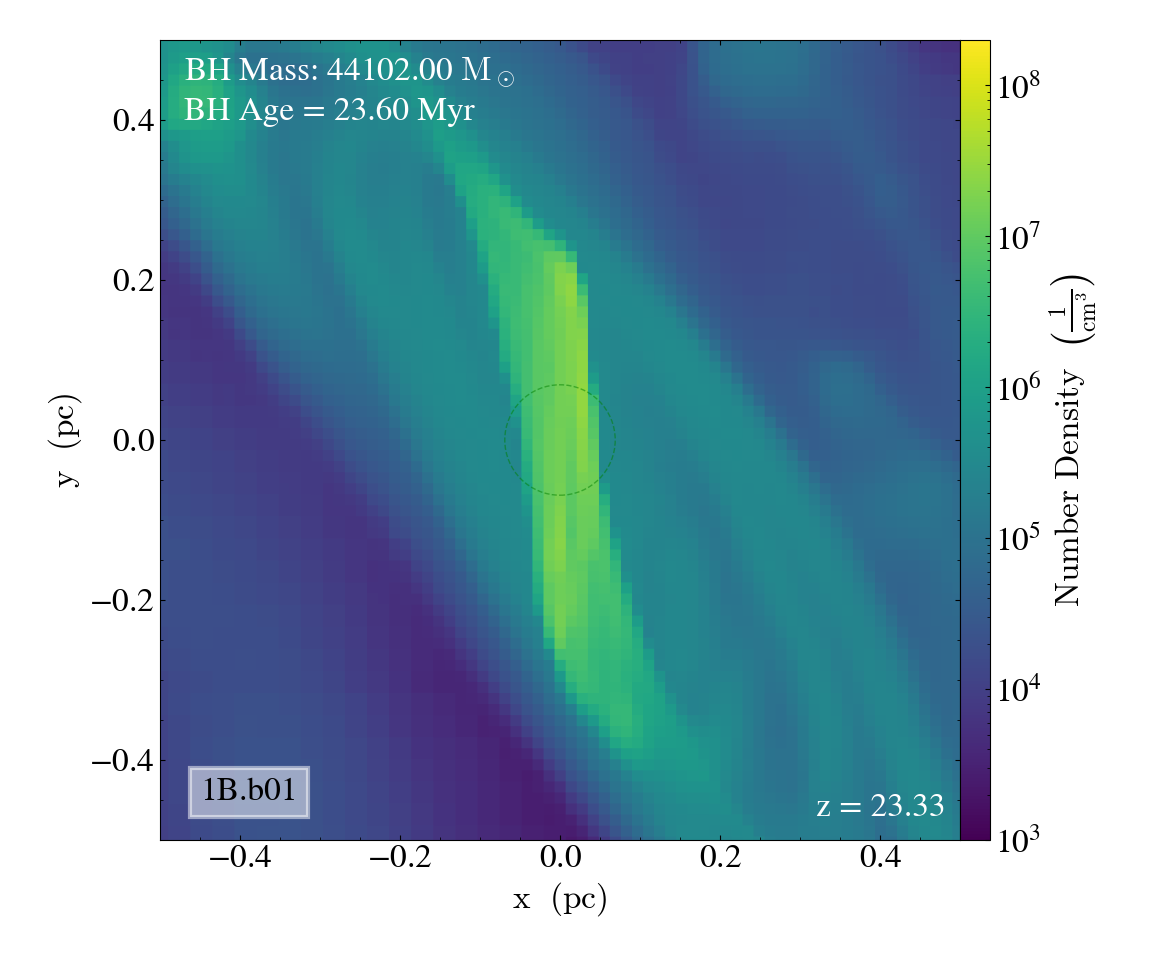 BH Mass: 44102.00 M⊙
BH Age = 23.60 Myr
0.4
0.2
0.0
−0.2
−0.4
y (pc)
1B.b01
z = 23.33
−0.4 −0.2 0.0 0.2 0.4
x (pc)
10⁸
10⁷
10⁶
10⁵
10⁴
10³
Number Density (1/cm³)